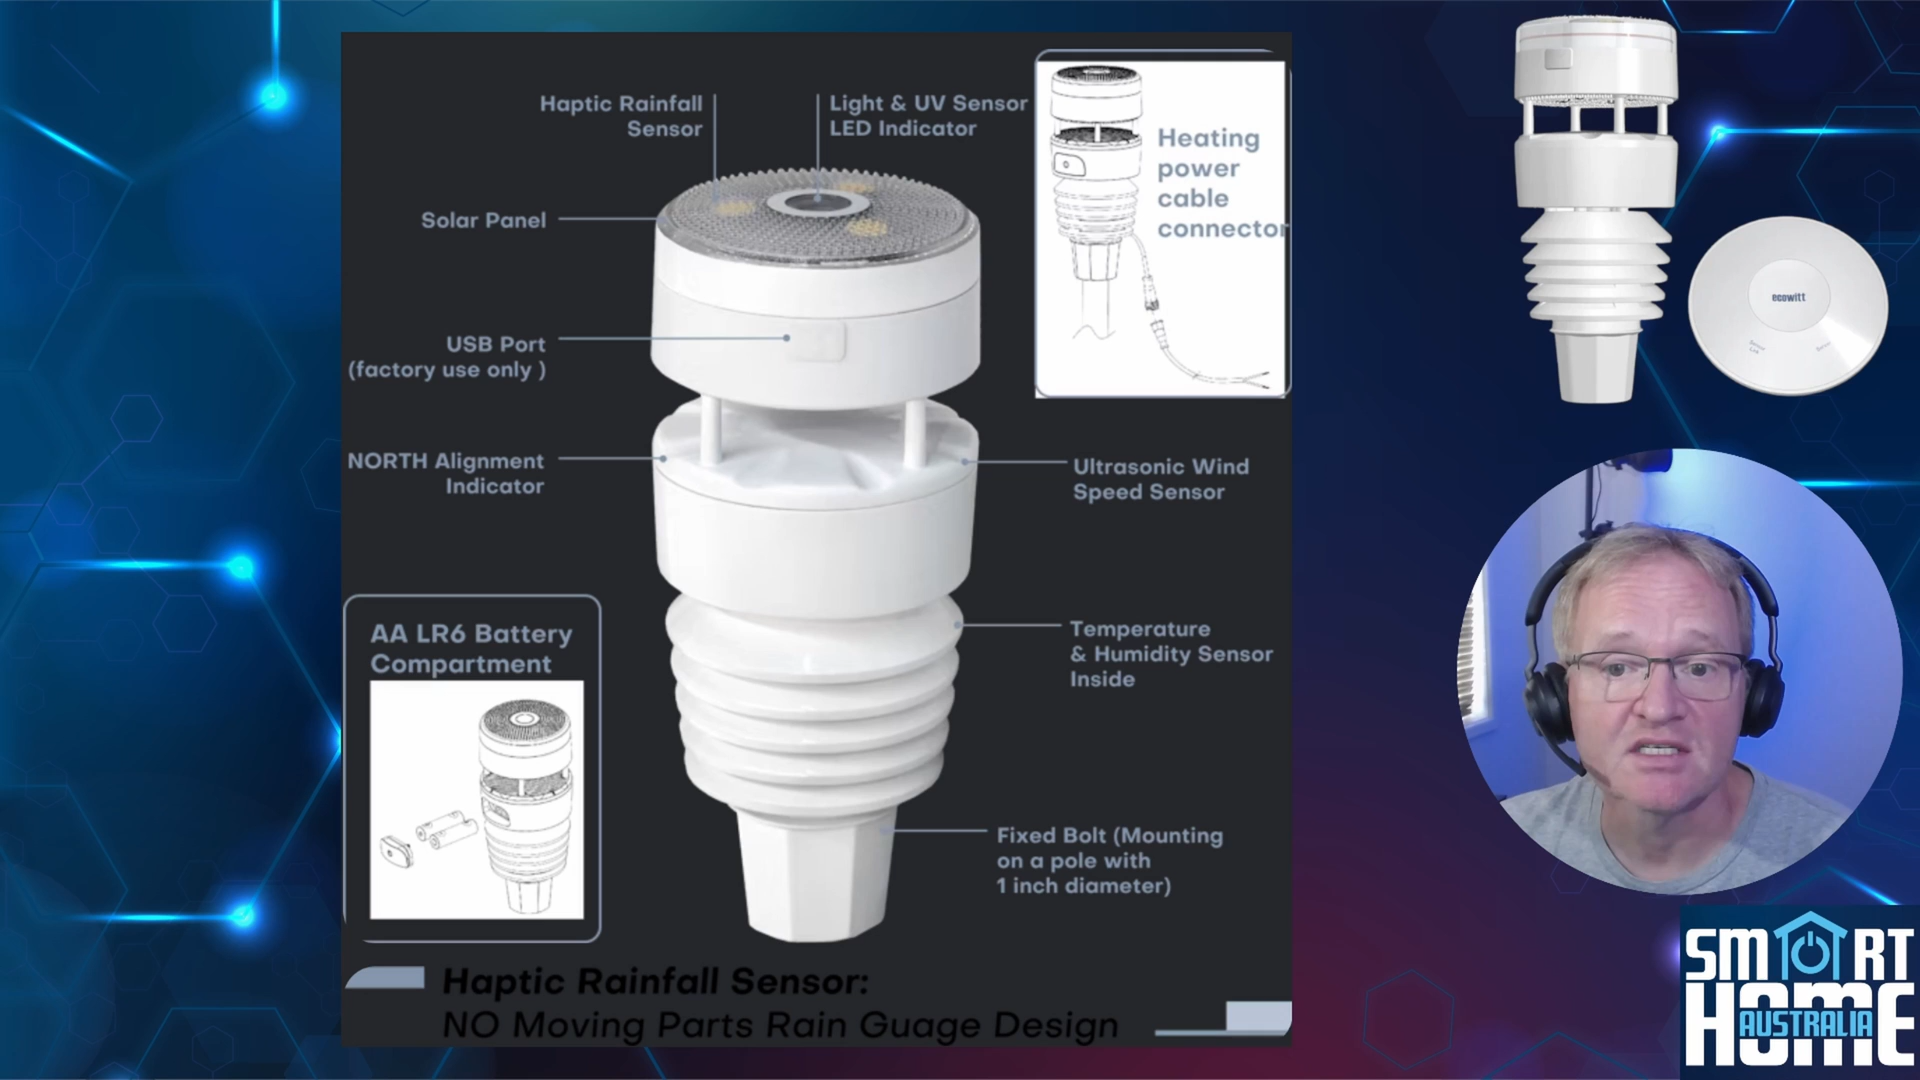 Haptic Rainfall
Sensor
Light & UV Sensor
LED Indicator
Solar Panel
USB Port
(factory use only )
NORTH Alignment
Indicator
Heating
power
cable
connector
Ultrasonic Wind
Speed Sensor
Temperature
& Humidity Sensor
Inside
AA LR6 Battery
Compartment
Fixed Bolt (Mounting
on a pole with
1 inch diameter)
Haptic Rainfall Sensor:
NO Moving Parts Rain Guage Design
ecowitt
SMART
HOME
AUSTRALIA